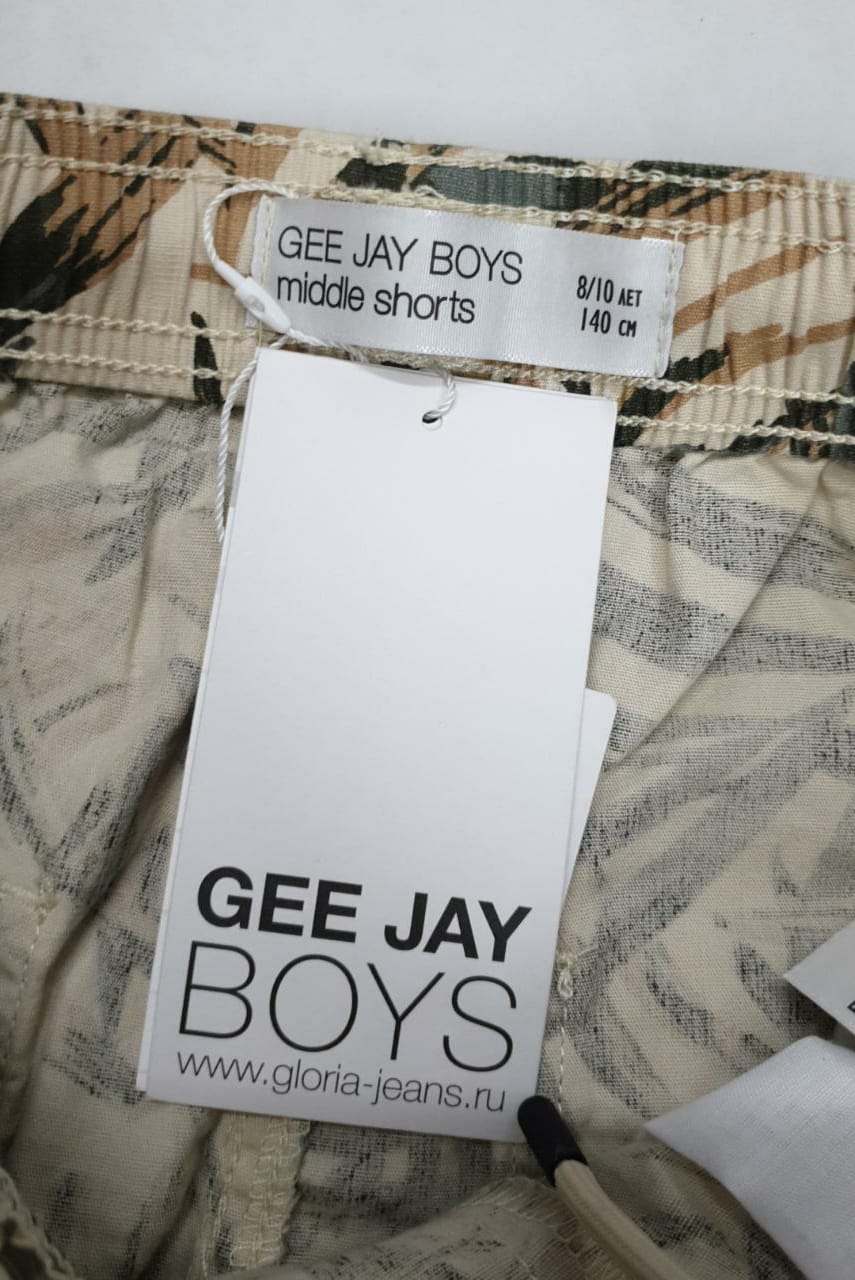 GEE JAY BOYS
middle shorts
8/10 ЛЕТ
140 СМ
GEE JAY
BOYS
www.gloria-jeans.ru